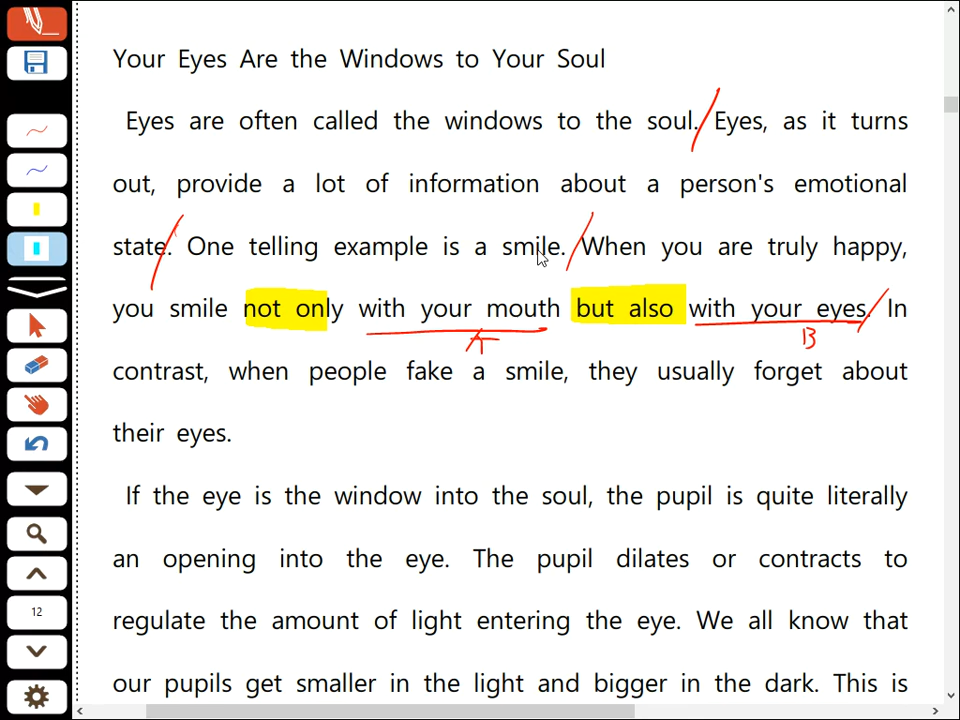 Your Eyes Are the Windows to Your Soul
Eyes are often called the windows to the soul. Eyes, as it turns
out, provide a lot of information about a person's emotional
state. One telling example is a smile. When you are truly happy,
you smile not only with your mouth but also with your eyes. In
A B
contrast, when people fake a smile, they usually forget about
their eyes.
If the eye is the window into the soul, the pupil is quite literally
an opening into the eye. The pupil dilates or contracts to
regulate the amount of light entering the eye. We all know that
12
our pupils get smaller in the light and bigger in the dark. This is